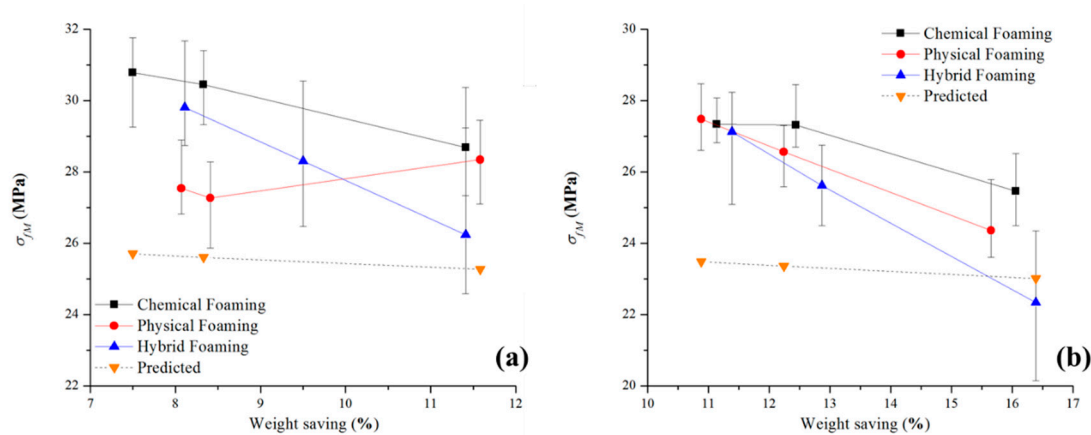 32
30
28
26
24
22
σfM (MPa)
7
8
9
10
11
12
Weight saving (%)
Chemical Foaming
Physical Foaming
Hybrid Foaming
Predicted
(a)
30
28
26
24
22
20
σfM (MPa)
10
11
12
13
14
15
16
17
Weight saving (%)
Chemical Foaming
Physical Foaming
Hybrid Foaming
Predicted
(b)